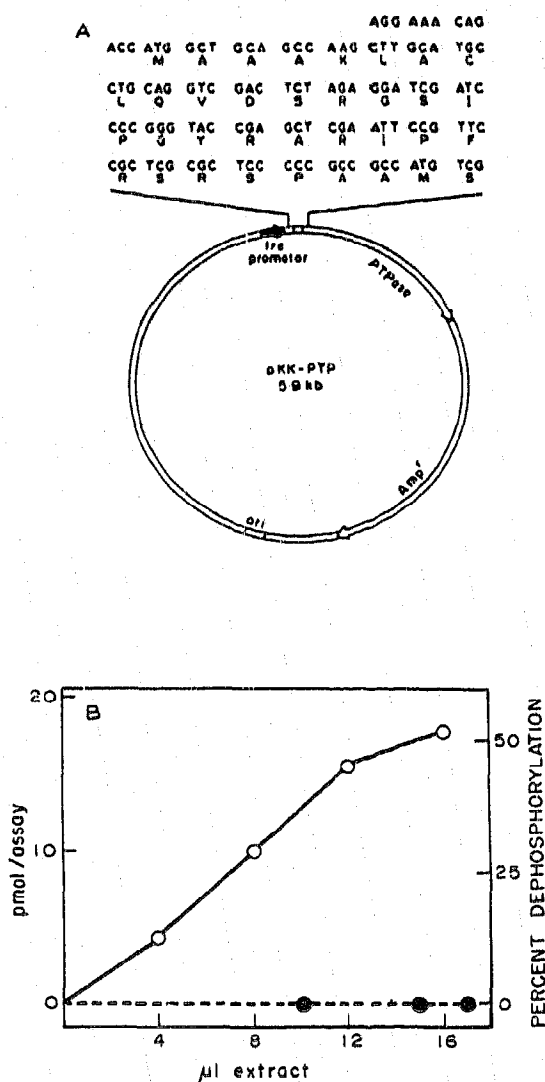 A
AGG AAA CAG
ACC ATG GCT GCA GCC AAG CTT GCA TGC
M A A A K L A C
CTG CAG GTC GAC TCT AGA GGA TCG ATC
L Q V D S R G S I
CCC GGG TAC CGA GCT CGA ATT CCG TTC
P G Y R A R I P F
CGC TCG CGC TCC CCC GCC GCC ATG TCG
R S R S P A A M S
trc
promoter
PTPase
pKK-PTP
5.9 kb
Amp r
ori
B
20
10
0
pmol/assay
50
25
0
PERCENT DEPHOSPHORYLATION
4 8 12 16
μl extract